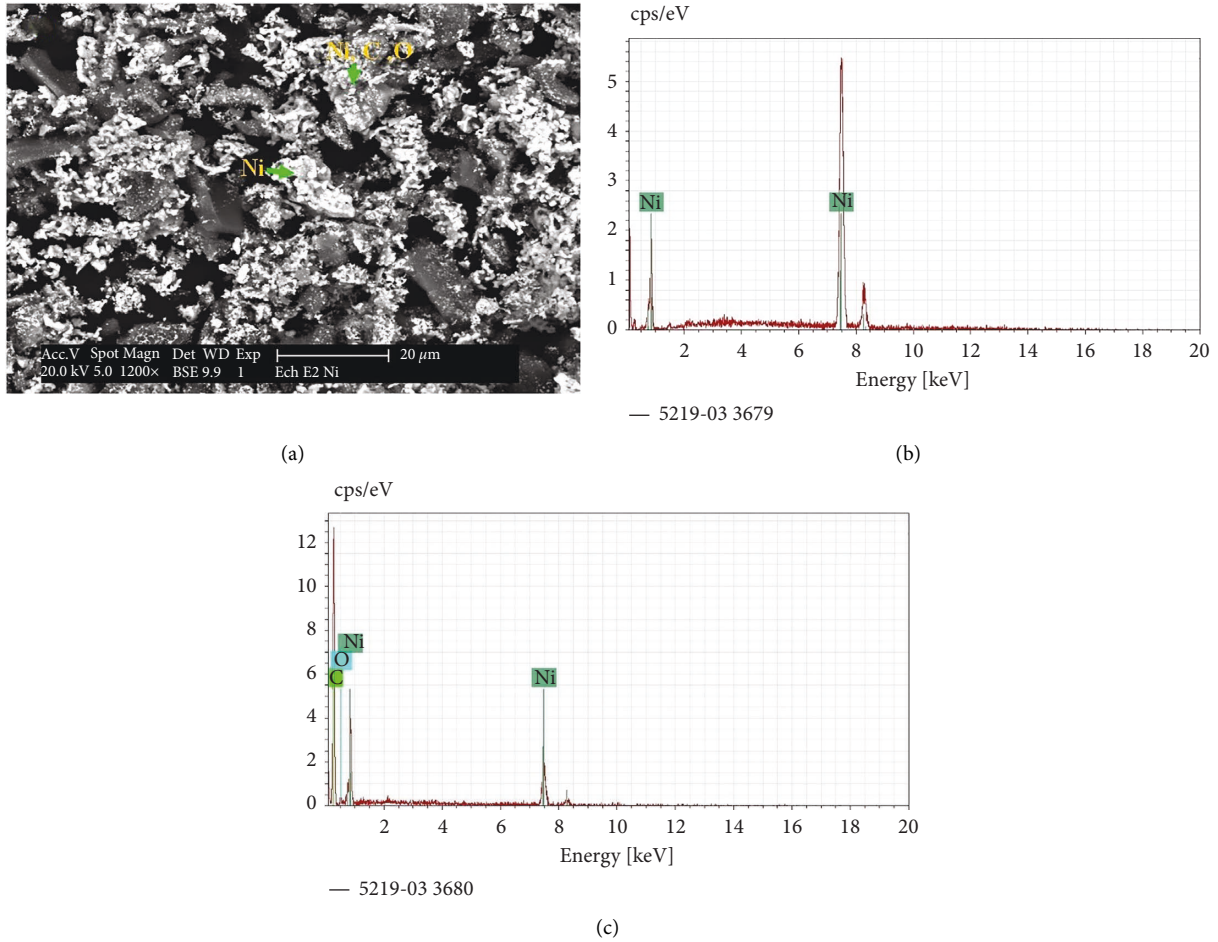 Ni, C ,O
Ni
Acc.V Spot Magn Det WD Exp
20.0 kV 5.0 1200× BSE 9.9 1 Ech E2 Ni
20 μm
(a)
cps/eV
5
4
3
2
1
0
Ni
Ni
2 4 6 8 10 12 14 16 18 20
Energy [keV]
— 5219-03 3679
(b)
cps/eV
12
10
8
6
4
2
0
Ni
O
C
Ni
2 4 6 8 10 12 14 16 18 20
Energy [keV]
— 5219-03 3680
(c)